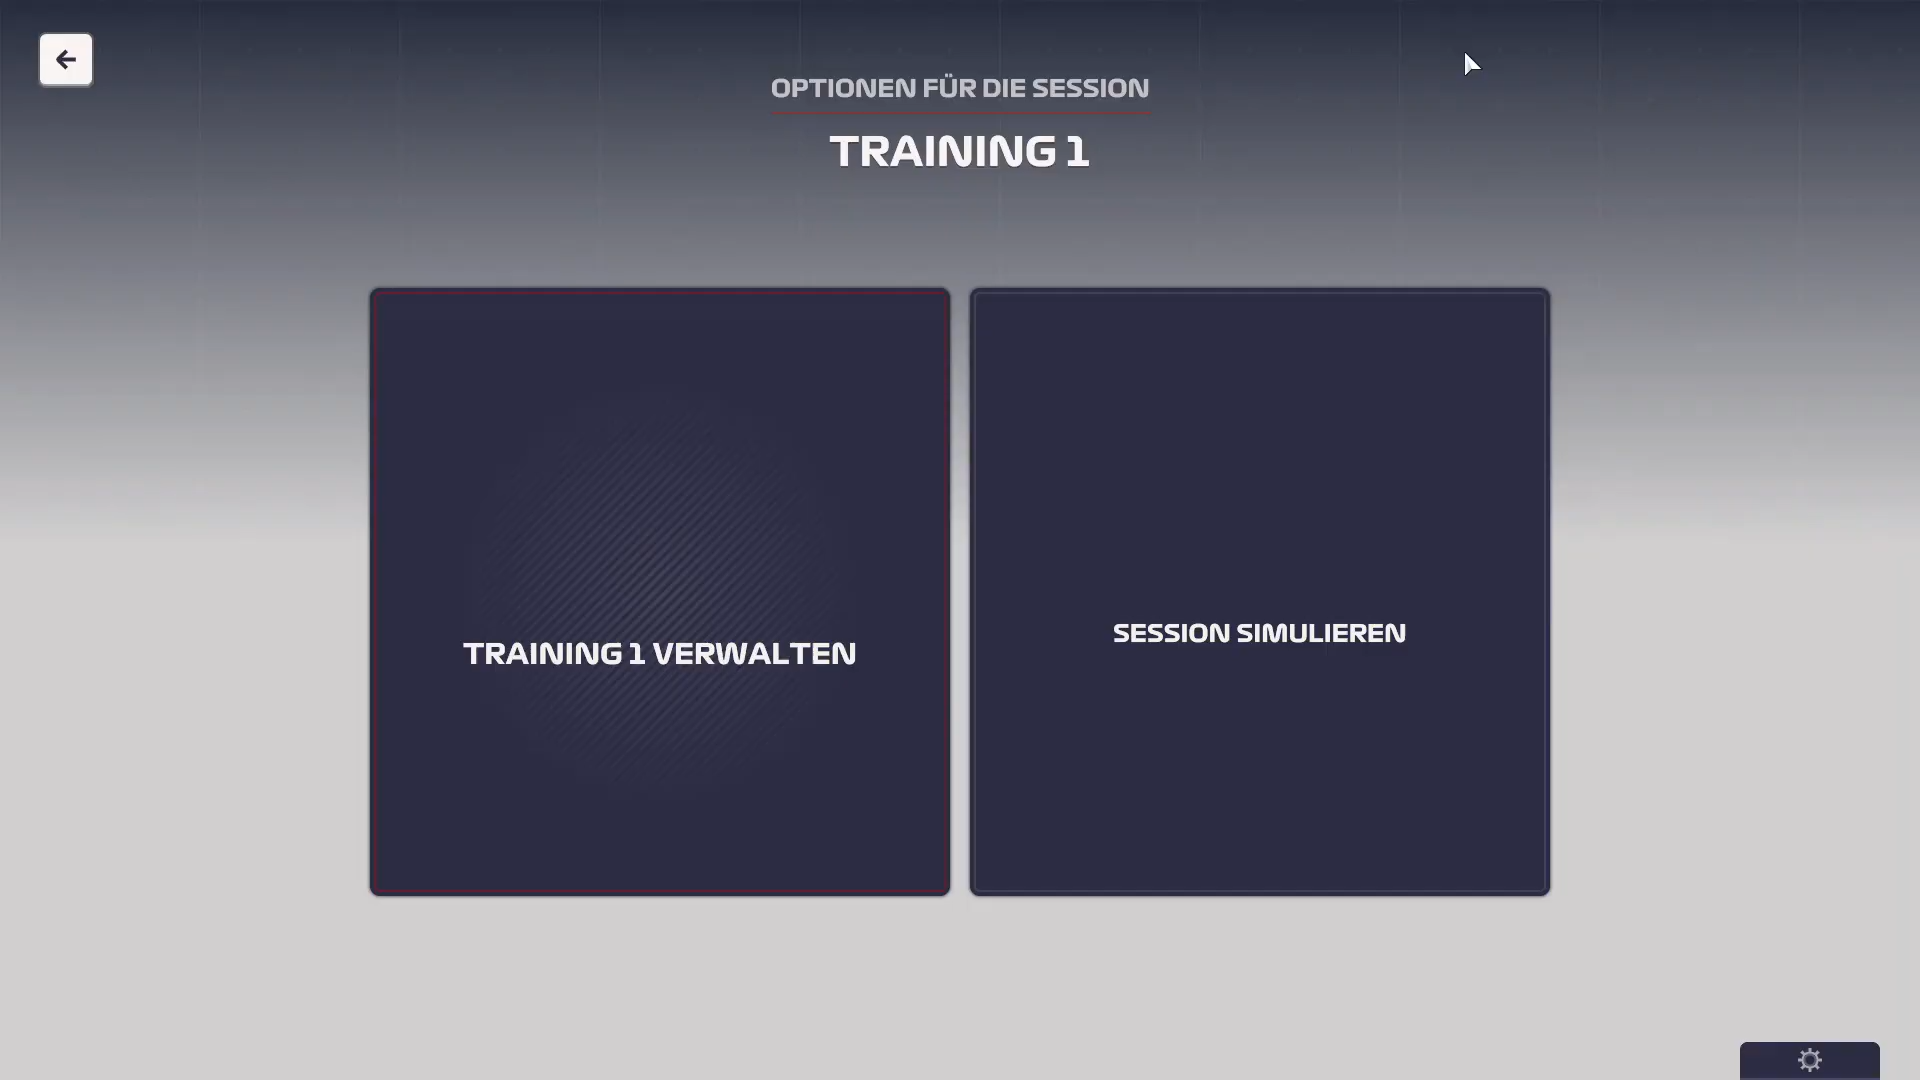 OPTIONEN FÜR DIE SESSION
TRAINING 1
TRAINING 1 VERWALTEN
SESSION SIMULIEREN